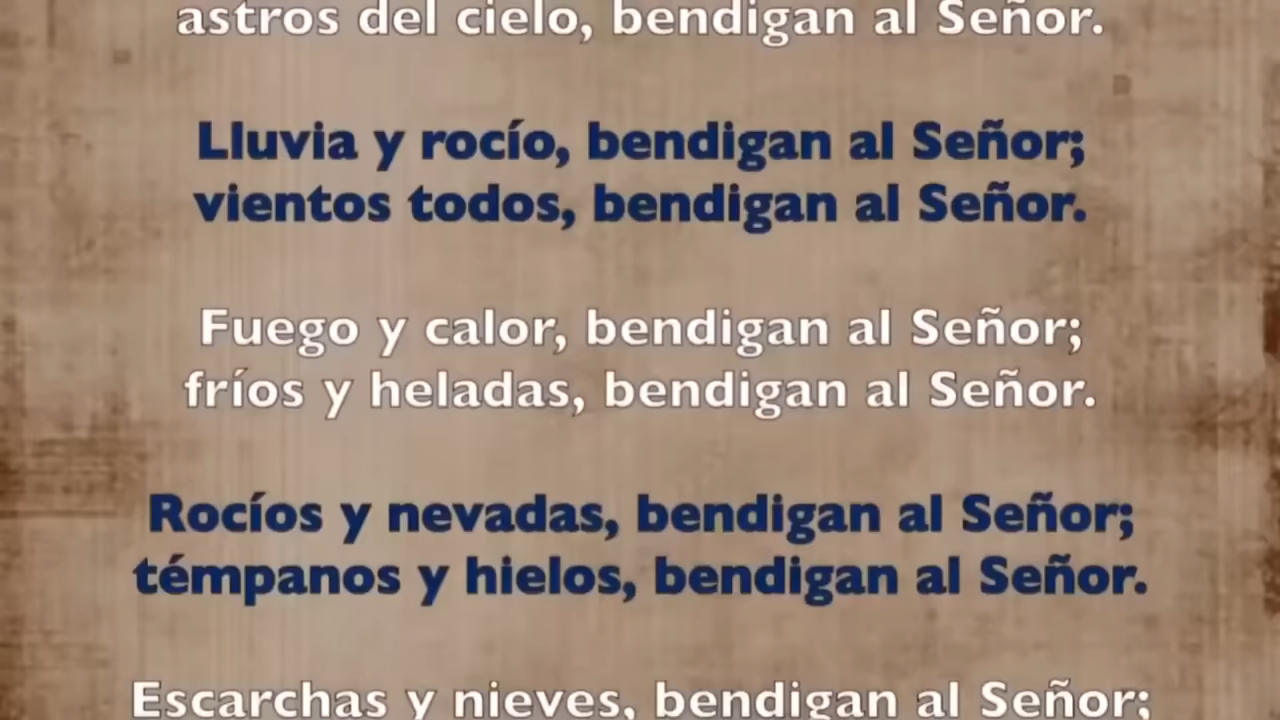 astros del cielo, bendigan al Señor.
Lluvia y rocío, bendigan al Señor;
vientos todos, bendigan al Señor.
Fuego y calor, bendigan al Señor;
fríos y heladas, bendigan al Señor.
Rocíos y nevadas, bendigan al Señor;
témpanos y hielos, bendigan al Señor.
Escarchas y nieves, bendigan al Señor;